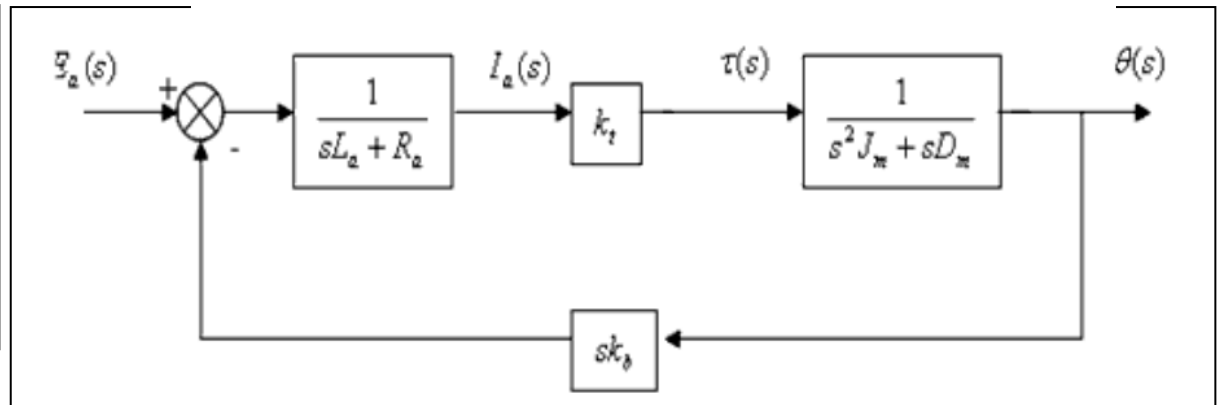 E_a(s)
+
-
1
sL_a + R_a
I_a(s)
k_t
τ(s)
1
s^2 J_m + sD_m
θ(s)
sk_b